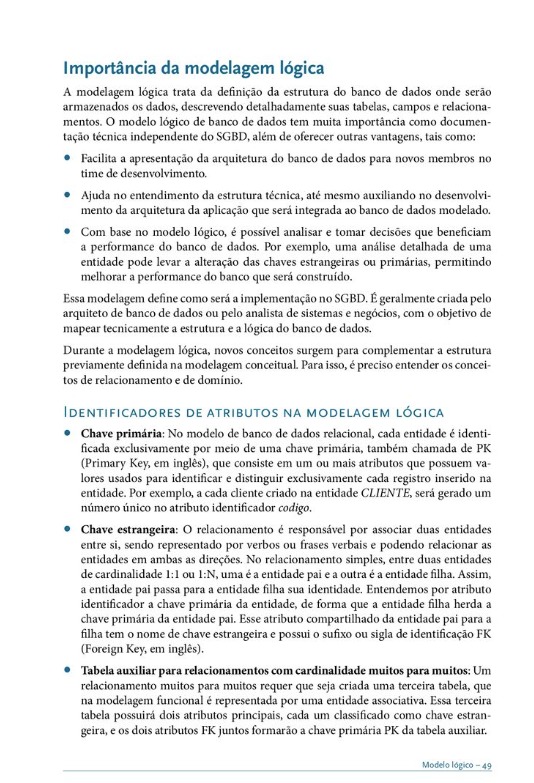 Importância da modelagem lógica
A modelagem lógica trata da definição da estrutura do banco de dados onde serão
armazenados os dados, descrevendo detalhadamente suas tabelas, campos e relaciona-
mentos. O modelo lógico de banco de dados tem muita importância como documen-
tação técnica independente do SGBD, além de oferecer outras vantagens, tais como:
● Facilita a apresentação da arquitetura do banco de dados para novos membros no
time de desenvolvimento.
● Ajuda no entendimento da estrutura técnica, até mesmo auxiliando no desenvolvi-
mento da arquitetura da aplicação que será integrada ao banco de dados modelado.
● Com base no modelo lógico, é possível analisar e tomar decisões que beneficiam
a performance do banco de dados. Por exemplo, uma análise detalhada de uma
entidade pode levar a alteração das chaves estrangeiras ou primárias, permitindo
melhorar a performance do banco que será construído.
Essa modelagem define como será a implementação no SGBD. É geralmente criada pelo
arquiteto de banco de dados ou pelo analista de sistemas e negócios, com o objetivo de
mapear tecnicamente a estrutura e a lógica do banco de dados.
Durante a modelagem lógica, novos conceitos surgem para complementar a estrutura
previamente definida na modelagem conceitual. Para isso, é preciso entender os concei-
tos de relacionamento e de domínio.
Identificadores de atributos na modelagem lógica
● Chave primária: No modelo de banco de dados relacional, cada entidade é identi-
ficada exclusivamente por meio de uma chave primária, também chamada de PK
(Primary Key, em inglês), que consiste em um ou mais atributos que possuem va-
lores usados para identificar e distinguir exclusivamente cada registro inserido na
entidade. Por exemplo, a cada cliente criado na entidade CLIENTE, será gerado um
número único no atributo identificador codigo.
● Chave estrangeira: O relacionamento é responsável por associar duas entidades
entre si, sendo representado por verbos ou frases verbais e podendo relacionar as
entidades em ambas as direções. No relacionamento simples, entre duas entidades
de cardinalidade 1:1 ou 1:N, uma é a entidade pai e a outra é a entidade filha. Assim,
a entidade pai passa para a entidade filha sua identidade. Entendemos por atributo
identificador a chave primária da entidade, de forma que a entidade filha herda a
chave primária da entidade pai. Esse atributo compartilhado da entidade pai para a
filha tem o nome de chave estrangeira e possui o sufixo ou sigla de identificação FK
(Foreign Key, em inglês).
● Tabela auxiliar para relacionamentos com cardinalidade muitos para muitos: Um
relacionamento muitos para muitos requer que seja criada uma terceira tabela, que
na modelagem funcional é representada por uma entidade associativa. Essa terceira
tabela possuirá dois atributos principais, cada um classificado como chave estran-
geira, e os dois atributos FK juntos formarão a chave primária PK da tabela auxiliar.
Modelo lógico – 49